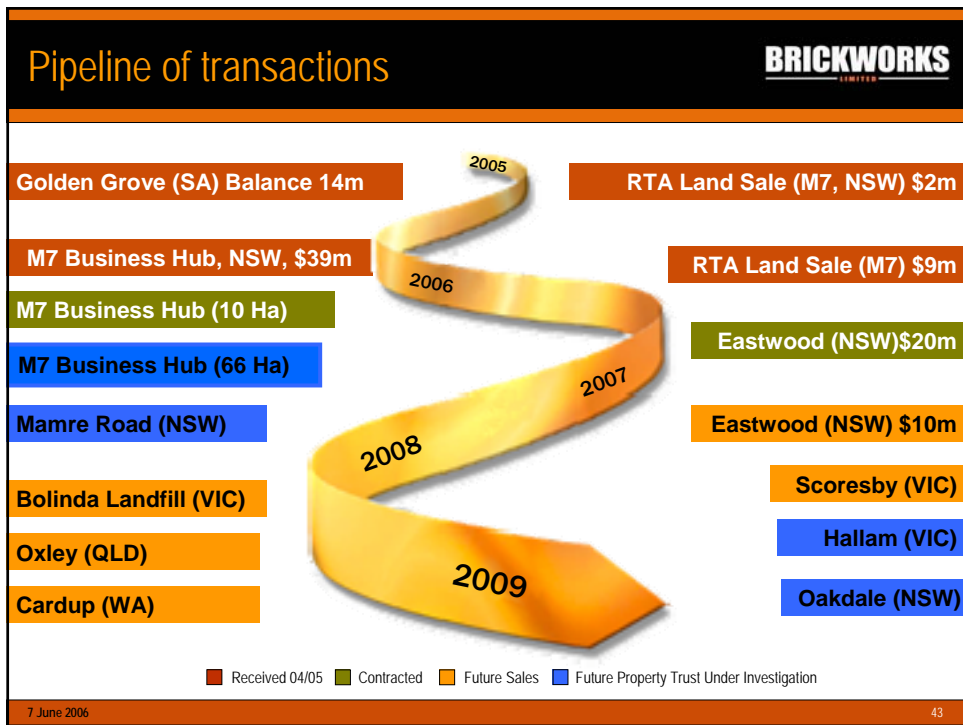 Pipeline of transactions
BRICKWORKS
LIMITED
2005
Golden Grove (SA) Balance 14m
RTA Land Sale (M7, NSW) $2m
M7 Business Hub, NSW, $39m
RTA Land Sale (M7) $9m
2006
M7 Business Hub (10 Ha)
Eastwood (NSW)$20m
M7 Business Hub (66 Ha)
2007
Mamre Road (NSW)
Eastwood (NSW) $10m
2008
Bolinda Landfill (VIC)
Scoresby (VIC)
Oxley (QLD)
Hallam (VIC)
2009
Cardup (WA)
Oakdale (NSW)
Received 04/05 Contracted Future Sales Future Property Trust Under Investigation
7 June 2006
43